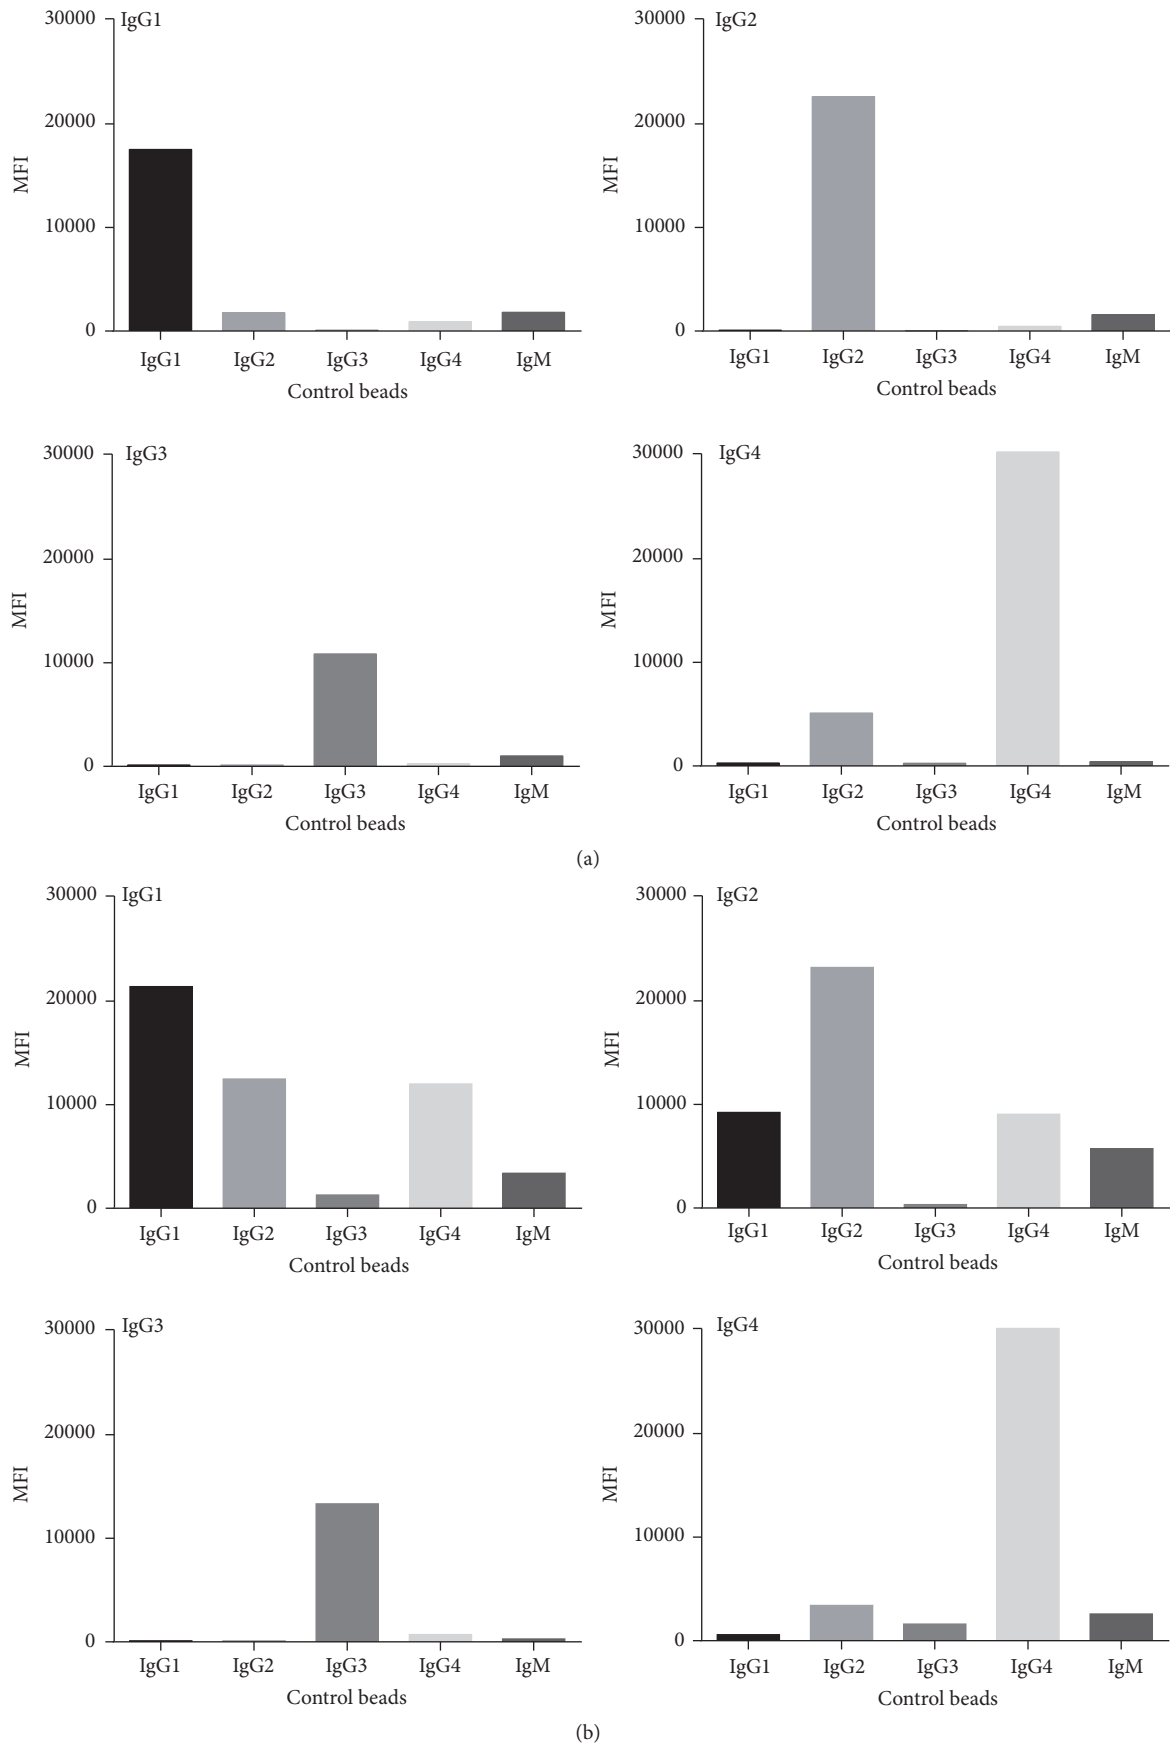 IgG1
30000
20000
10000
0
MFI
IgG1 IgG2 IgG3 IgG4 IgM
Control beads
IgG2
30000
20000
10000
0
MFI
IgG1 IgG2 IgG3 IgG4 IgM
Control beads
IgG3
30000
20000
10000
0
MFI
IgG1 IgG2 IgG3 IgG4 IgM
Control beads
IgG4
30000
20000
10000
0
MFI
IgG1 IgG2 IgG3 IgG4 IgM
Control beads
(a)
IgG1
30000
20000
10000
0
MFI
IgG1 IgG2 IgG3 IgG4 IgM
Control beads
IgG2
30000
20000
10000
0
MFI
IgG1 IgG2 IgG3 IgG4 IgM
Control beads
IgG3
30000
20000
10000
0
MFI
IgG1 IgG2 IgG3 IgG4 IgM
Control beads
IgG4
30000
20000
10000
0
MFI
IgG1 IgG2 IgG3 IgG4 IgM
Control beads
(b)